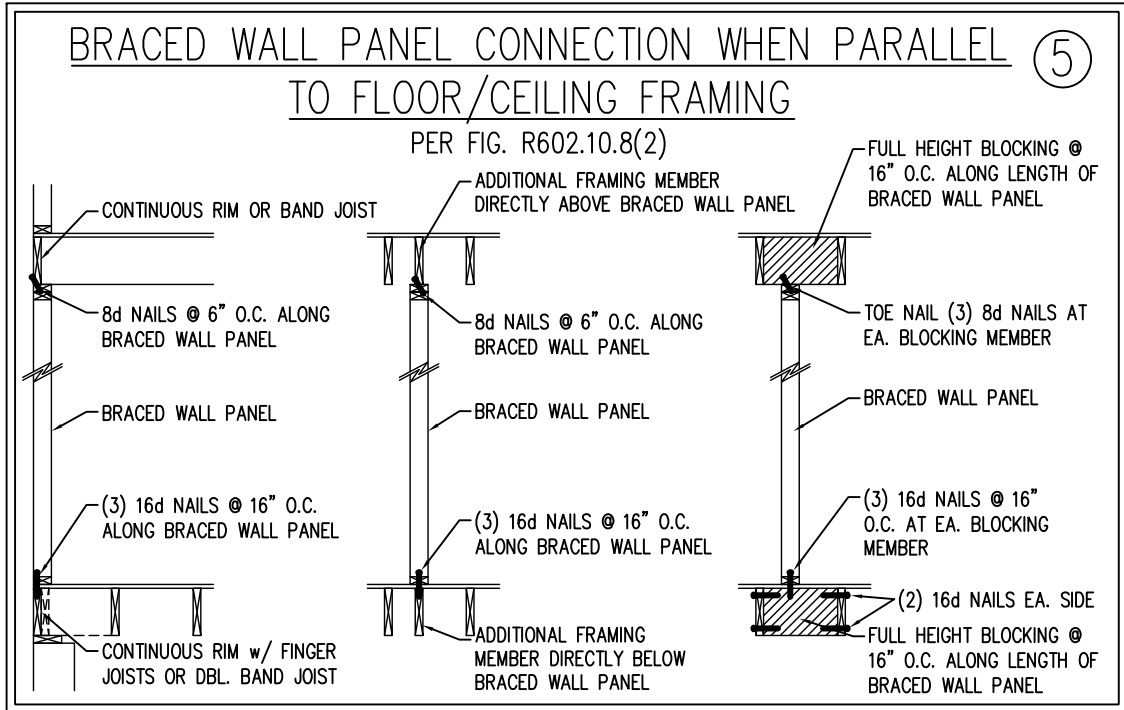 BRACED WALL PANEL CONNECTION WHEN PARALLEL
TO FLOOR/CEILING FRAMING
5
PER FIG. R602.10.8(2)
CONTINUOUS RIM OR BAND JOIST
8d NAILS @ 6" O.C. ALONG
BRACED WALL PANEL
BRACED WALL PANEL
(3) 16d NAILS @ 16" O.C.
ALONG BRACED WALL PANEL
CONTINUOUS RIM w/ FINGER
JOISTS OR DBL. BAND JOIST
ADDITIONAL FRAMING MEMBER
DIRECTLY ABOVE BRACED WALL PANEL
8d NAILS @ 6" O.C. ALONG
BRACED WALL PANEL
BRACED WALL PANEL
(3) 16d NAILS @ 16" O.C.
ALONG BRACED WALL PANEL
ADDITIONAL FRAMING
MEMBER DIRECTLY BELOW
BRACED WALL PANEL
FULL HEIGHT BLOCKING @
16" O.C. ALONG LENGTH OF
BRACED WALL PANEL
TOE NAIL (3) 8d NAILS AT
EA. BLOCKING MEMBER
BRACED WALL PANEL
(3) 16d NAILS @ 16"
O.C. AT EA. BLOCKING
MEMBER
(2) 16d NAILS EA. SIDE
FULL HEIGHT BLOCKING @
16" O.C. ALONG LENGTH OF
BRACED WALL PANEL